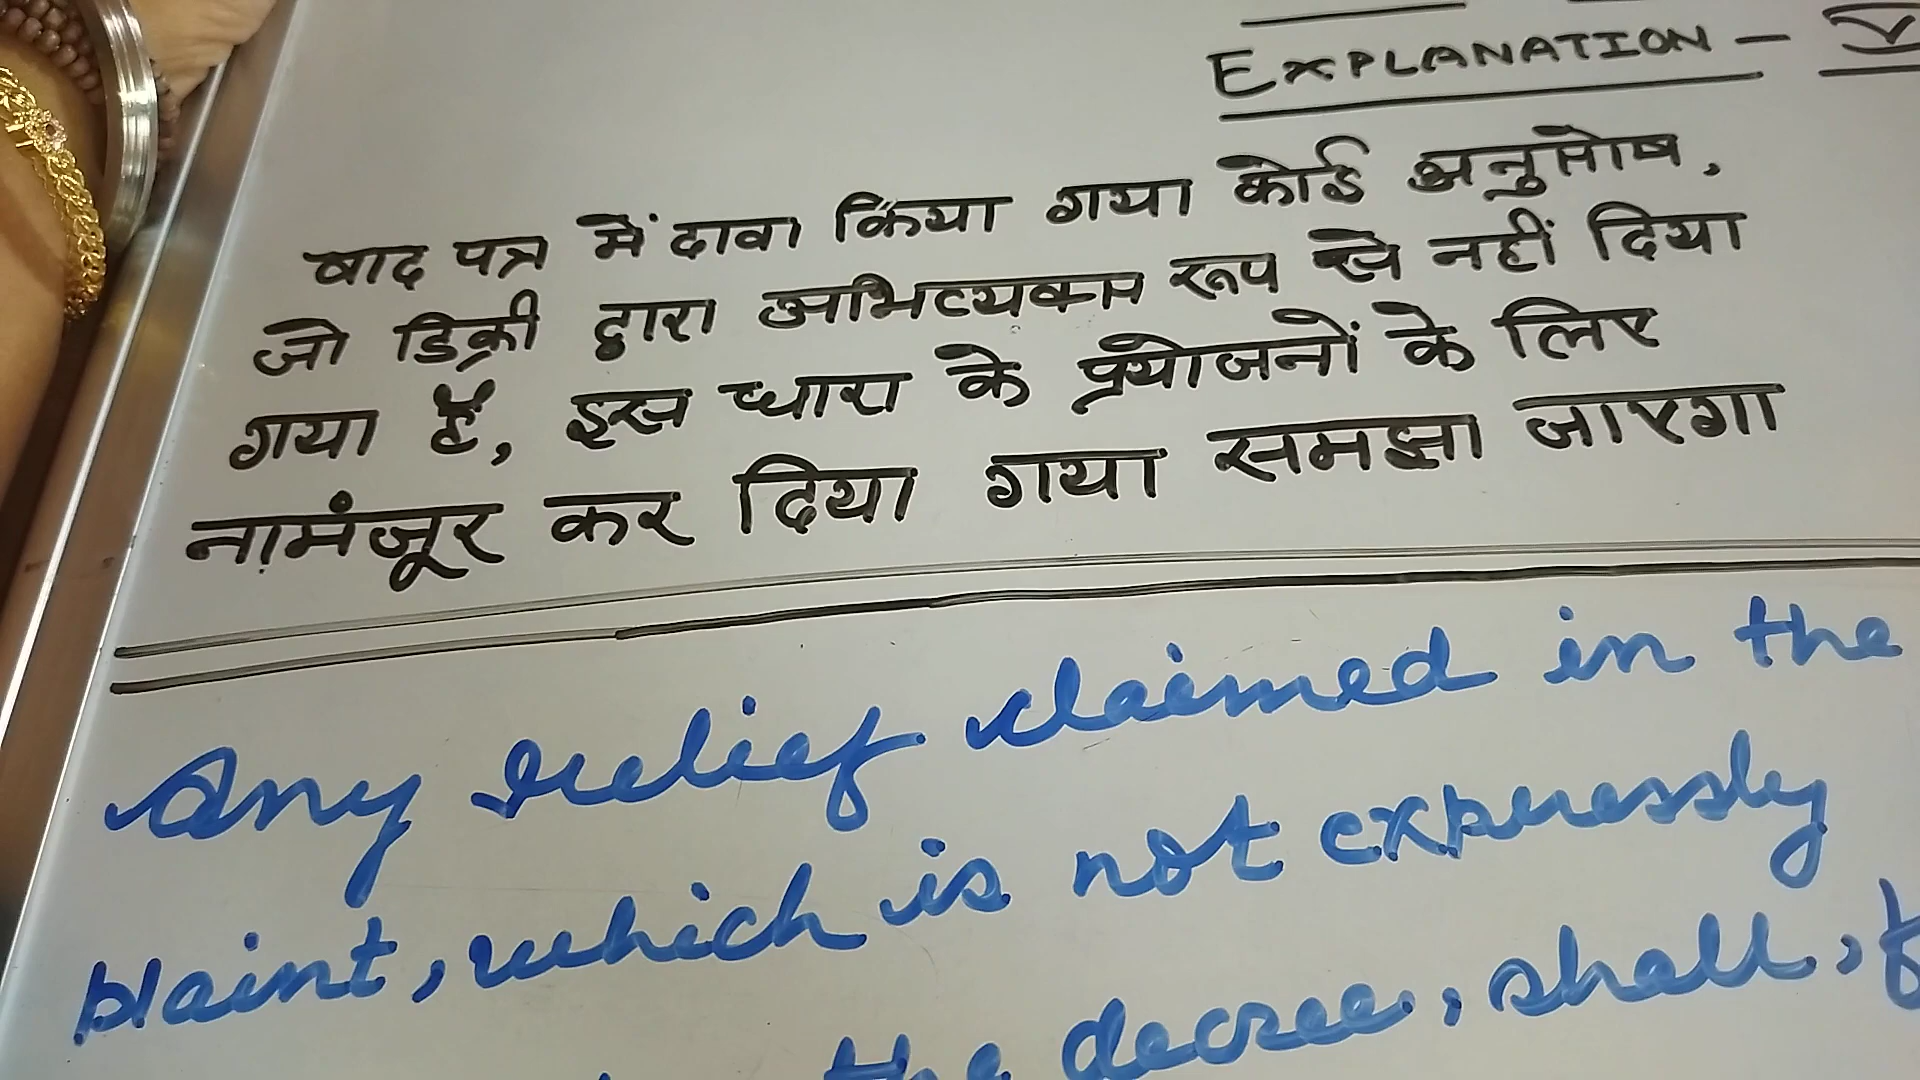 EXPLANATION - V
वाद पत्र में दावा किया गया कोई अनुतोष,
जो डिक्री द्वारा अभिव्यक्त रूप से नहीं दिया
गया है, इस धारा के प्रयोजनों के लिए
नामंजूर कर दिया गया समझा जाएगा
Any relief claimed in the
plaint, which is not expressly
the decree, shall,